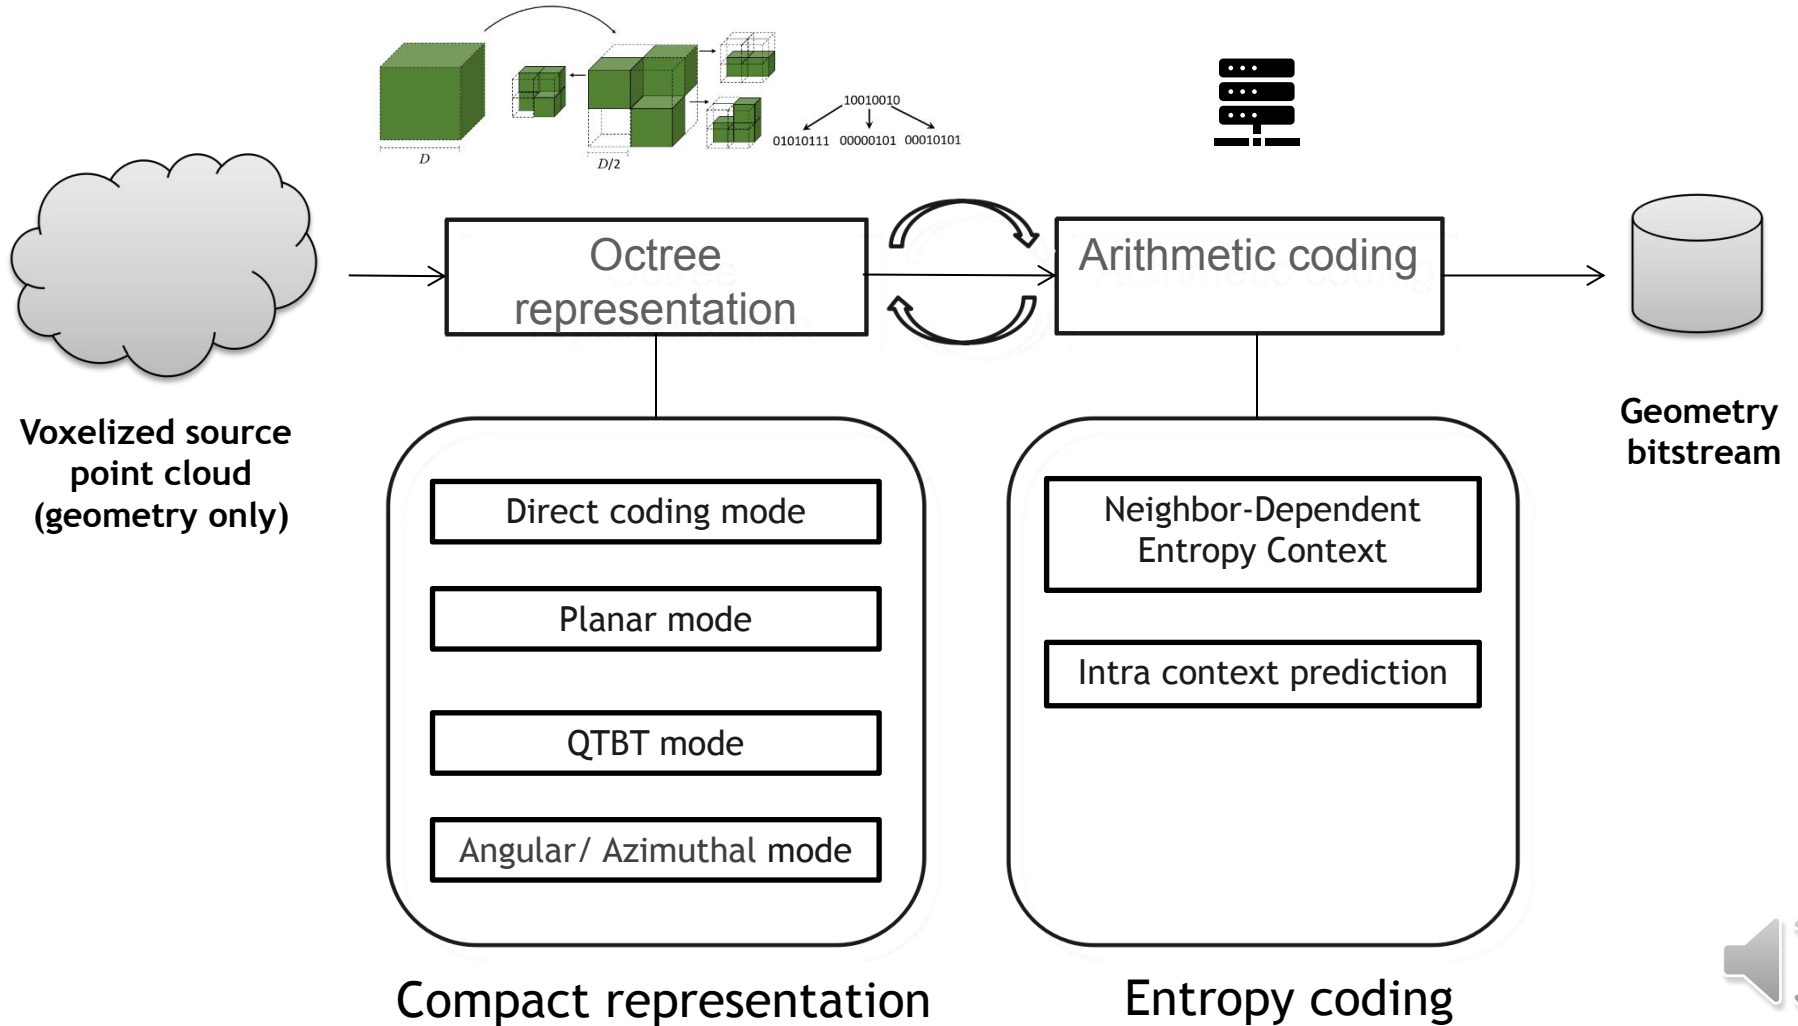 D
D/2
10010010
01010111 00000101 00010101
Octree
representation
Arithmetic coding
Voxelized source
point cloud
(geometry only)
Geometry
bitstream
Direct coding mode
Planar mode
QTBT mode
Angular/ Azimuthal mode
Neighbor-Dependent
Entropy Context
Intra context prediction
Compact representation
Entropy coding